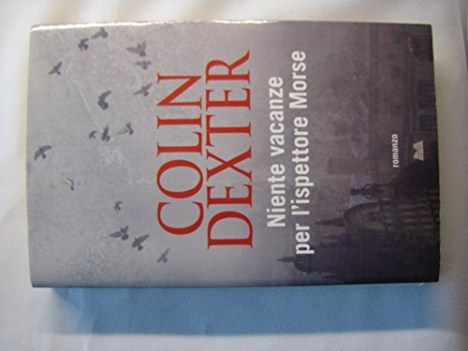 COLIN
DEXTER
Niente vacanze
per l'ispettore Morse
romanzo